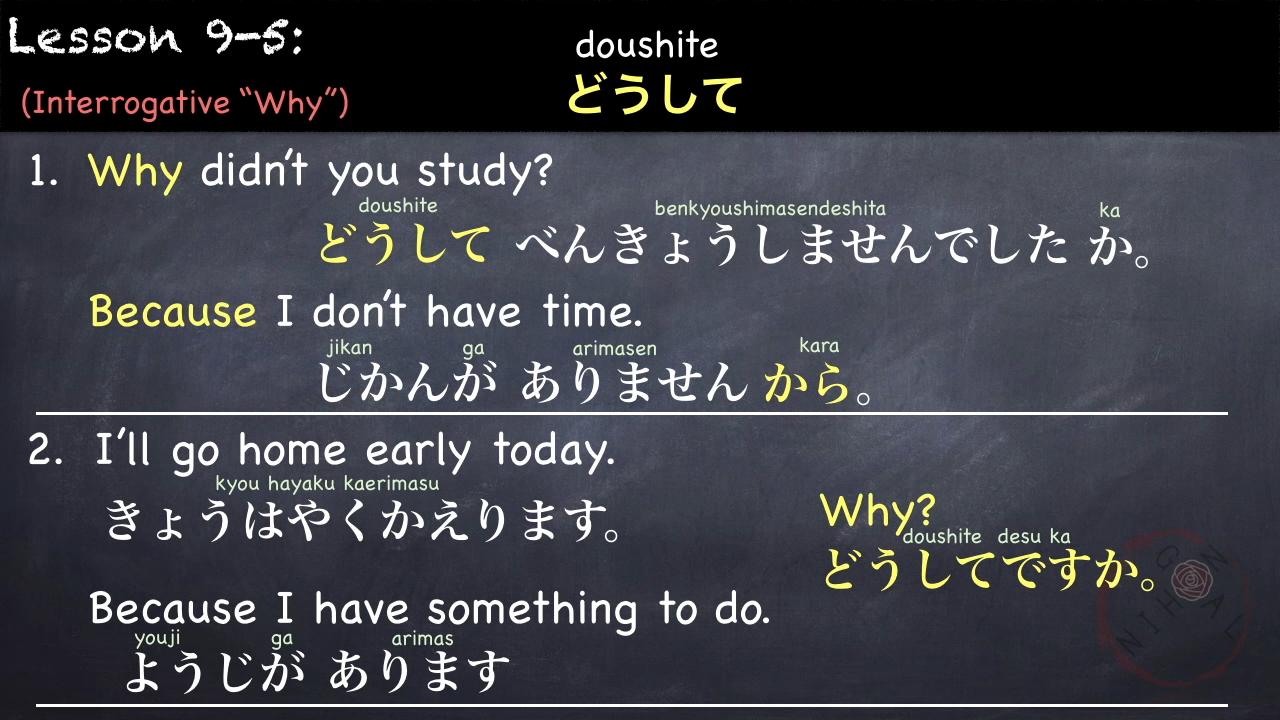 Lesson 9-5:
(Interrogative “Why”)
doushite
どうして
1. Why didn't you study?
doushite benkyoushimasendeshita ka
どうして べんきょうしませんでした か。
Because I don't have time.
jikan ga arimasen kara
じかんが ありません から。
2. I'll go home early today.
kyou hayaku kaerimasu
きょうはやくかえります。
Why?
doushite desu ka
どうしてですか。
Because I have something to do.
youji ga arimas
ようじが あります